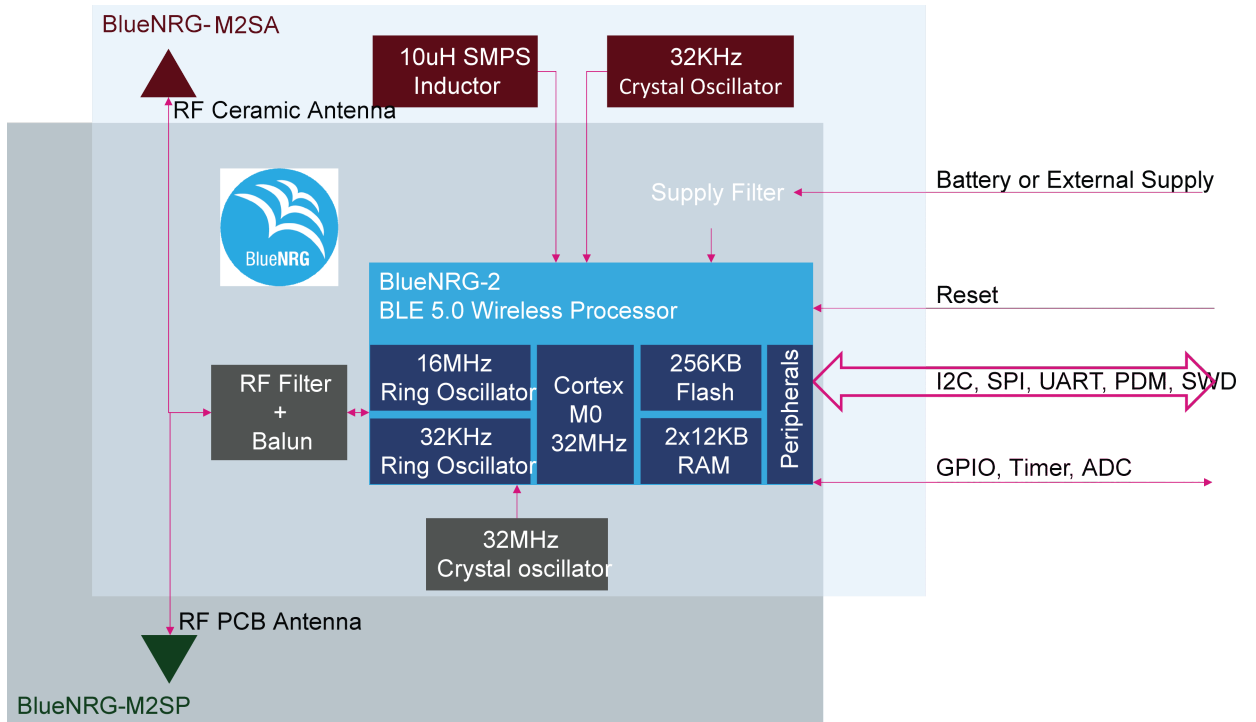 BlueNRG-M2SA
10uH SMPS
Inductor
32KHz
Crystal Oscillator
RF Ceramic Antenna
Supply Filter
Battery or External Supply
BlueNRG
BlueNRG-2
BLE 5.0 Wireless Processor
Reset
16MHz
Ring Oscillator
32KHz
Ring Oscillator
Cortex
M0
32MHz
256KB
Flash
2x12KB
RAM
Peripherals
I2C, SPI, UART, PDM, SWD
RF Filter
+
Balun
GPIO, Timer, ADC
32MHz
Crystal oscillator
RF PCB Antenna
BlueNRG-M2SP